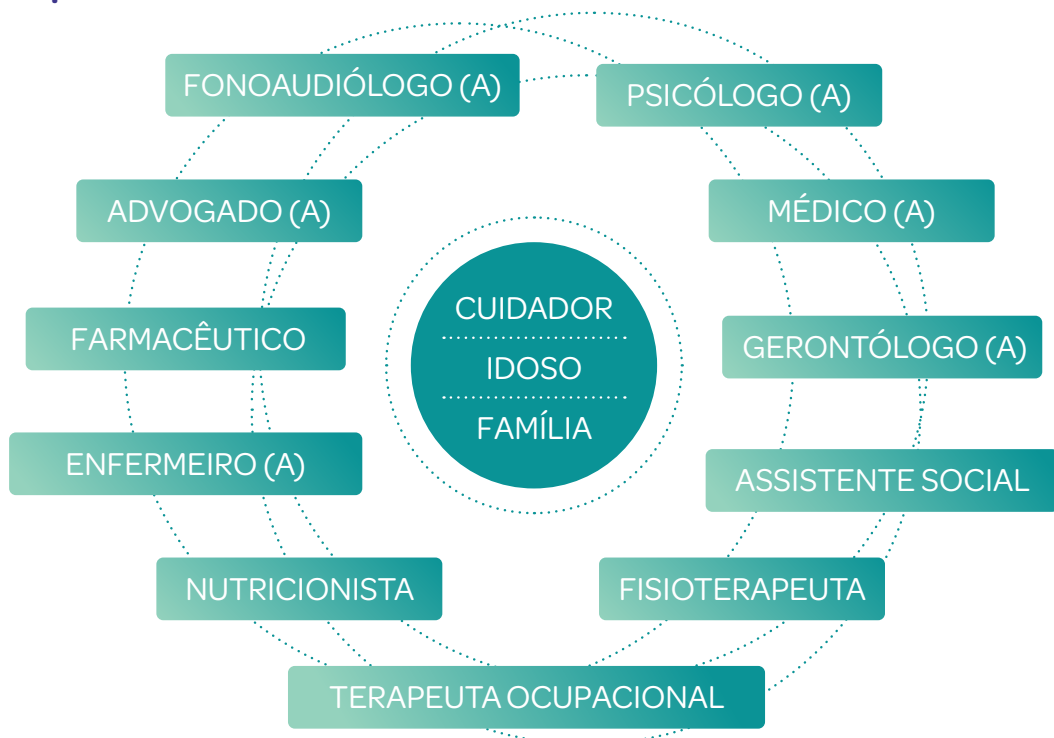 FONOAUDIÓLOGO (A)
PSICÓLOGO (A)
ADVOGADO (A)
MÉDICO (A)
CUIDADOR
IDOSO
FAMÍLIA
FARMACÊUTICO
GERONTÓLOGO (A)
ENFERMEIRO (A)
ASSISTENTE SOCIAL
NUTRICIONISTA
FISIOTERAPEUTA
TERAPEUTA OCUPACIONAL